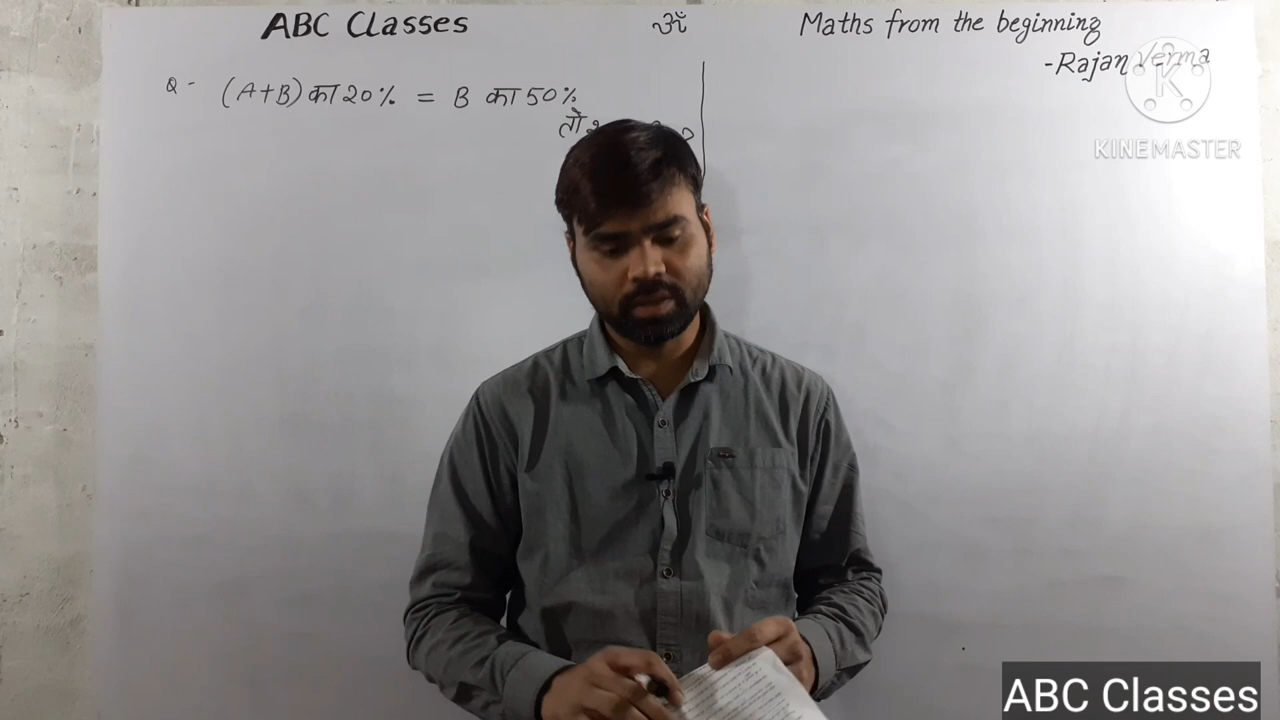 ABC Classes ॐ Maths from the beginning
-Rajan Verma
Q - (A+B) का 20% = B का 50%
तो
K
KINEMASTER
ABC Classes